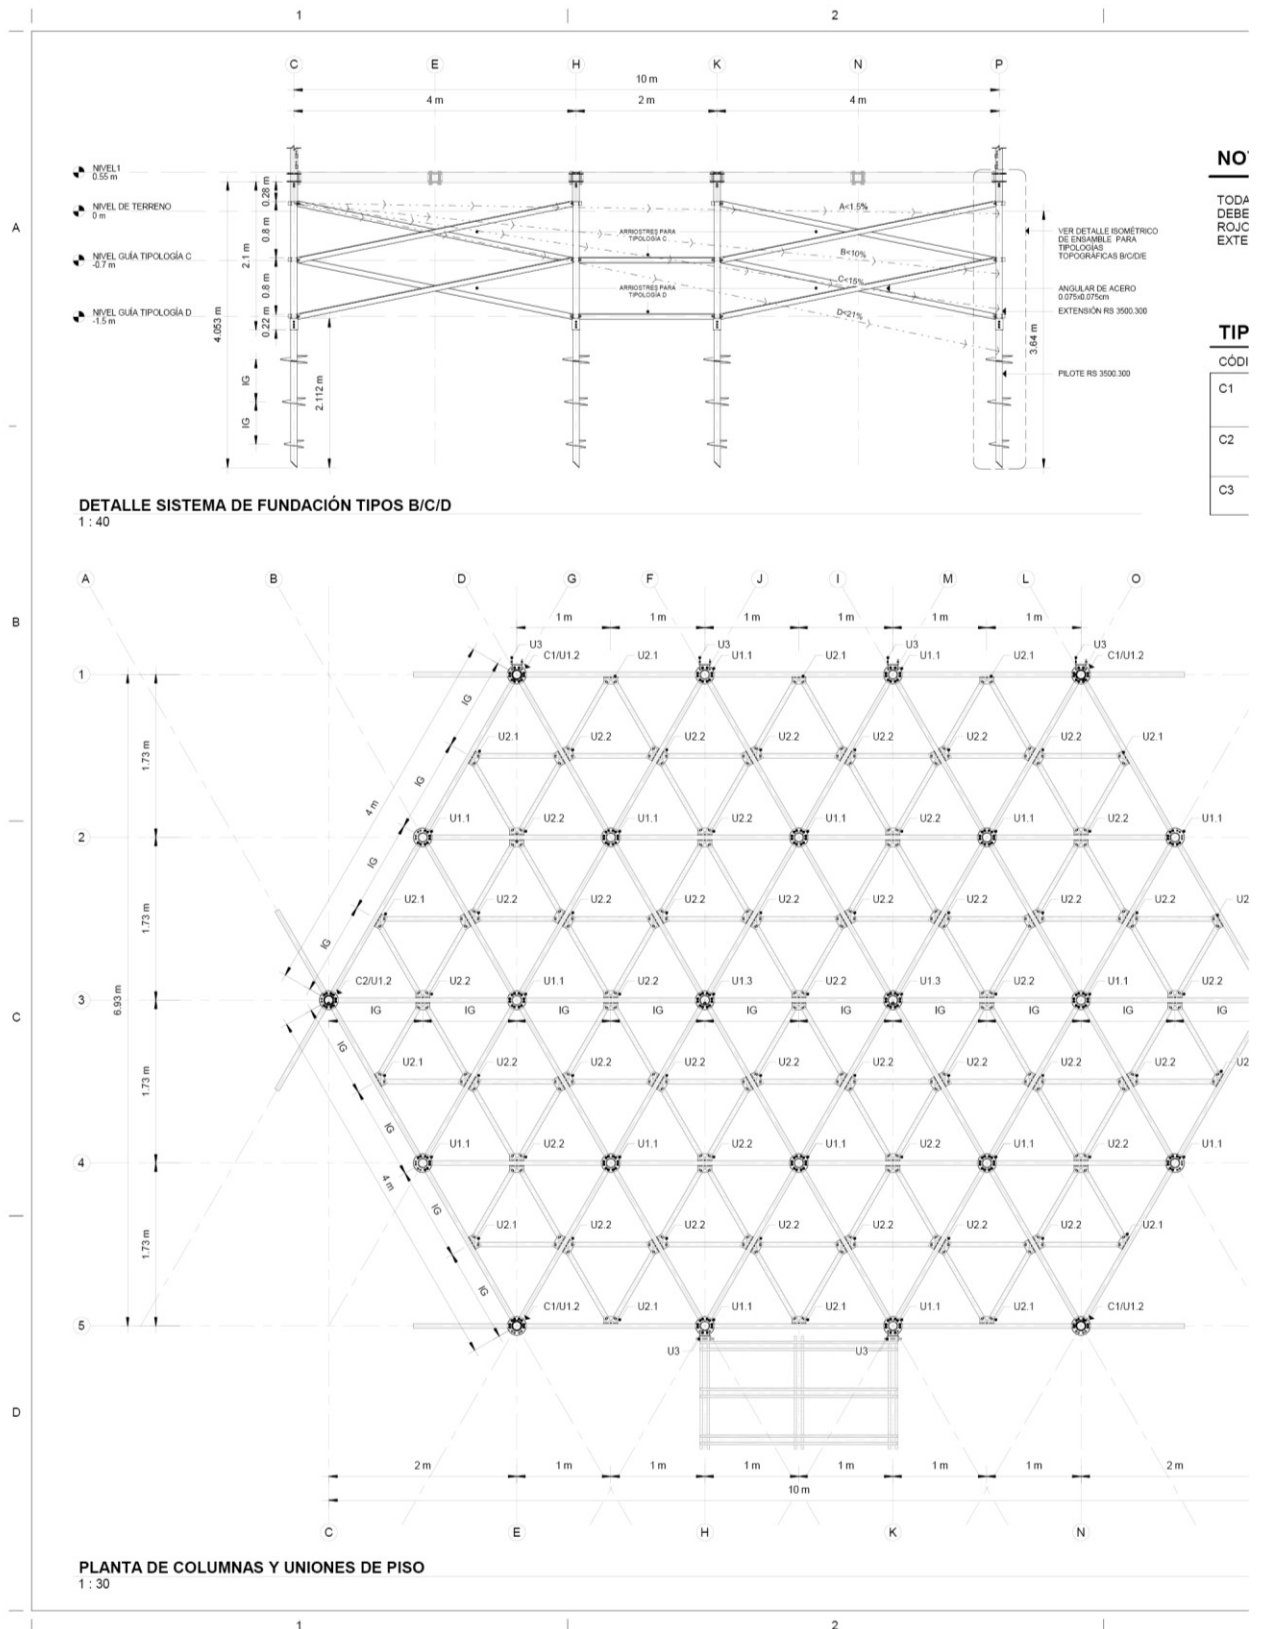 1 2
C E H K N P
10 m
4 m 2 m 4 m
NIVEL1
0.55 m
NIVEL DE TERRENO
0 m
NIVEL GUÍA TIPOLOGÍA C
-0.7 m
NIVEL GUÍA TIPOLOGÍA D
-1.5 m
4.053 m
2.1 m
0.28 m
0.8 m
0.8 m
0.22 m
IG
IG
2.112 m
3.64 m
ARRIOSTRES PARA
TIPOLOGÍA C
ARRIOSTRES PARA
TIPOLOGÍA D
A<1.5%
B<10%
C<15%
D<21%
VER DETALLE ISOMÉTRICO
DE ENSAMBLE PARA
TIPOLOGÍAS
TOPOGRÁFICAS B/C/D/E
ANGULAR DE ACERO
0.075x0.075cm
EXTENSIÓN RS 3500.300
PILOTE RS 3500.300
A
NO
TODA
DEBE
ROJO
EXTE
TIP
CÓDI
C1
C2
C3
DETALLE SISTEMA DE FUNDACIÓN TIPOS B/C/D
1 : 40
A B D G F J I M L O
B
1 m 1 m 1 m 1 m 1 m 1 m
U3 U3 U3 U3
1 C1/U1.2 U2.1 U1.1 U2.1 U1.1 U2.1 C1/U1.2
IG
1.73 m U2.1 U2.2 U2.2 U2.2 U2.2 U2.2 U2.2 U2.1
IG
4 m
2 U1.1 U2.2 U1.1 U2.2 U1.1 U2.2 U1.1 U2.2 U1.1
IG
1.73 m U2.1 U2.2 U2.2 U2.2 U2.2 U2.2 U2.2 U2.2 U2.2 U2
IG
3 C2/U1.2 U2.2 U1.1 U2.2 U1.3 U2.2 U1.3 U2.2 U1.1 U2.2
6.93 m
C
IG IG IG IG IG IG IG IG IG IG
IG
1.73 m U2.1 U2.2 U2.2 U2.2 U2.2 U2.2 U2.2 U2.2 U2.2 U2
IG
4 U1.1 U2.2 U1.1 U2.2 U1.1 U2.2 U1.1 U2.2 U1.1
4 m
IG
1.73 m U2.1 U2.2 U2.2 U2.2 U2.2 U2.2 U2.2 U2.1
IG
5 C1/U1.2 U2.1 U1.1 U2.1 U1.1 U2.1 C1/U1.2
U3 U3
D
2 m 1 m 1 m 1 m 1 m 1 m 1 m 2 m
10 m
C E H K N
PLANTA DE COLUMNAS Y UNIONES DE PISO
1 : 30
1 2